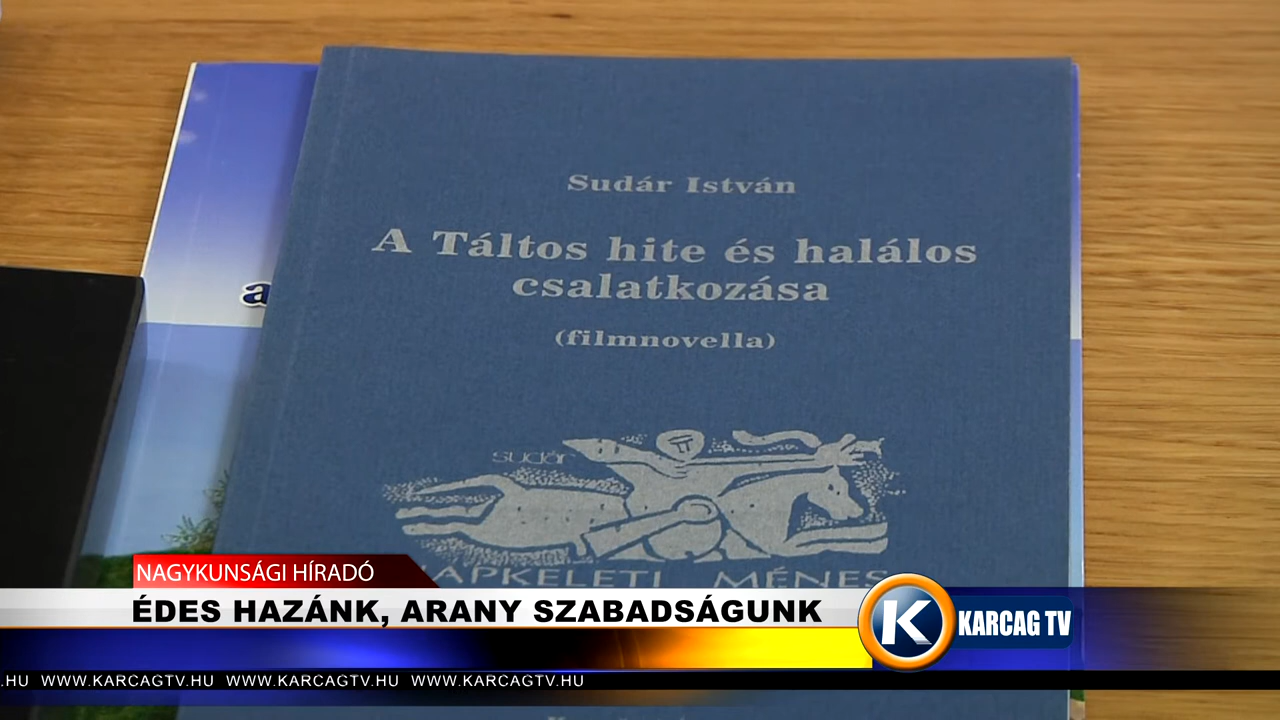 Sudár István
A Táltos hite és halálos
csalatkozása
(filmnovella)
sudár
NAPKELETI MÉNES
NAGYKUNSÁGI HÍRADÓ
ÉDES HAZÁNK, ARANY SZABADSÁGUNK
K KARCAG TV
.HU WWW.KARCAGTV.HU WWW.KARCAGTV.HU WWW.KARCAGTV.HU